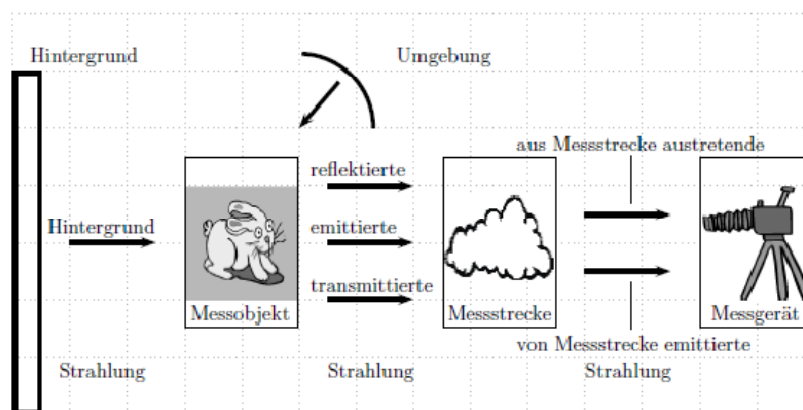 Hintergrund
Umgebung
aus Messstrecke austretende
reflektierte
Hintergrund
emittierte
transmittierte
Messobjekt
Messstrecke
Messgerät
von Messstrecke emittierte
Strahlung
Strahlung
Strahlung